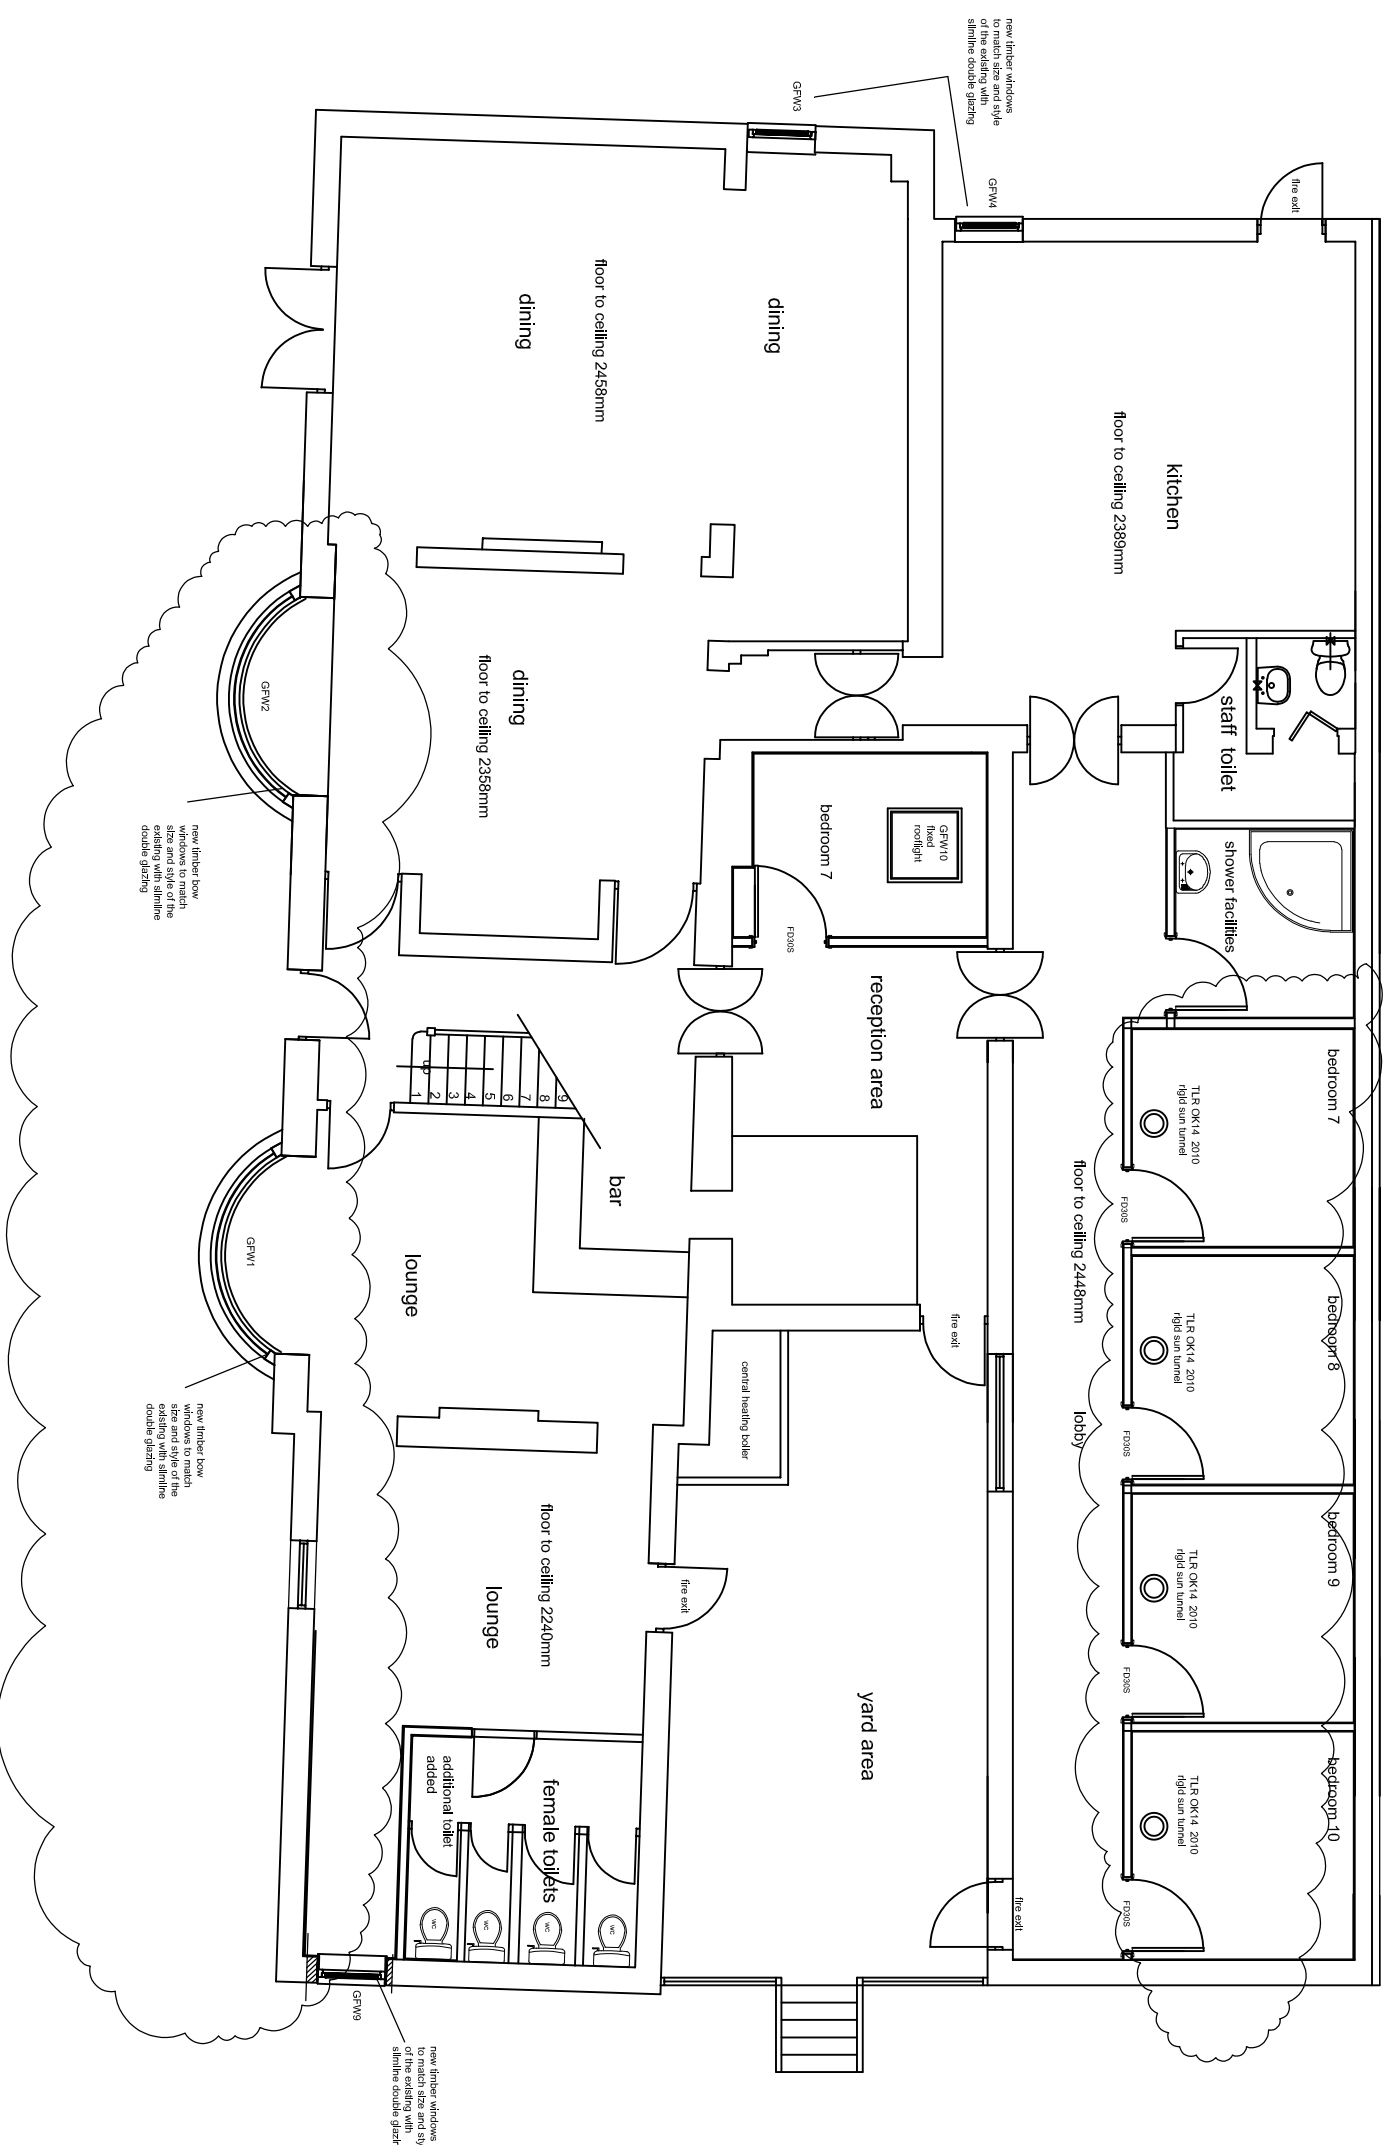 new timber windows
to match size and style
of the existing with
slimline double glazing
GFW3
GFW4
fire exit
dining
floor to ceiling 2458mm
dining
kitchen
floor to ceiling 2389mm
staff toilet
dining
floor to ceiling 2358mm
GFW2
new timber bow
windows to match
size and style of the
existing with slimline
double glazing
bedroom 7
GFW10
fixed
rooflight
FD30S
shower facilities
reception area
up
1
2
3
4
5
6
7
8
9
bar
lounge
GFW1
new timber bow
windows to match
size and style of the
existing with slimline
double glazing
bedroom 7
TLR OK14 2010
rigid sun tunnel
FD30S
floor to ceiling 2448mm
lobby
bedroom 8
TLR OK14 2010
rigid sun tunnel
FD30S
bedroom 9
TLR OK14 2010
rigid sun tunnel
FD30S
bedroom 10
TLR OK14 2010
rigid sun tunnel
FD30S
fire exit
central heating boiler
floor to ceiling 2240mm
lounge
fire exit
yard area
fire exit
female toilets
additional toilet
added
WC
WC
WC
WC
GFW9
new timber windows
to match size and sty
of the existing with
slimline double glazin